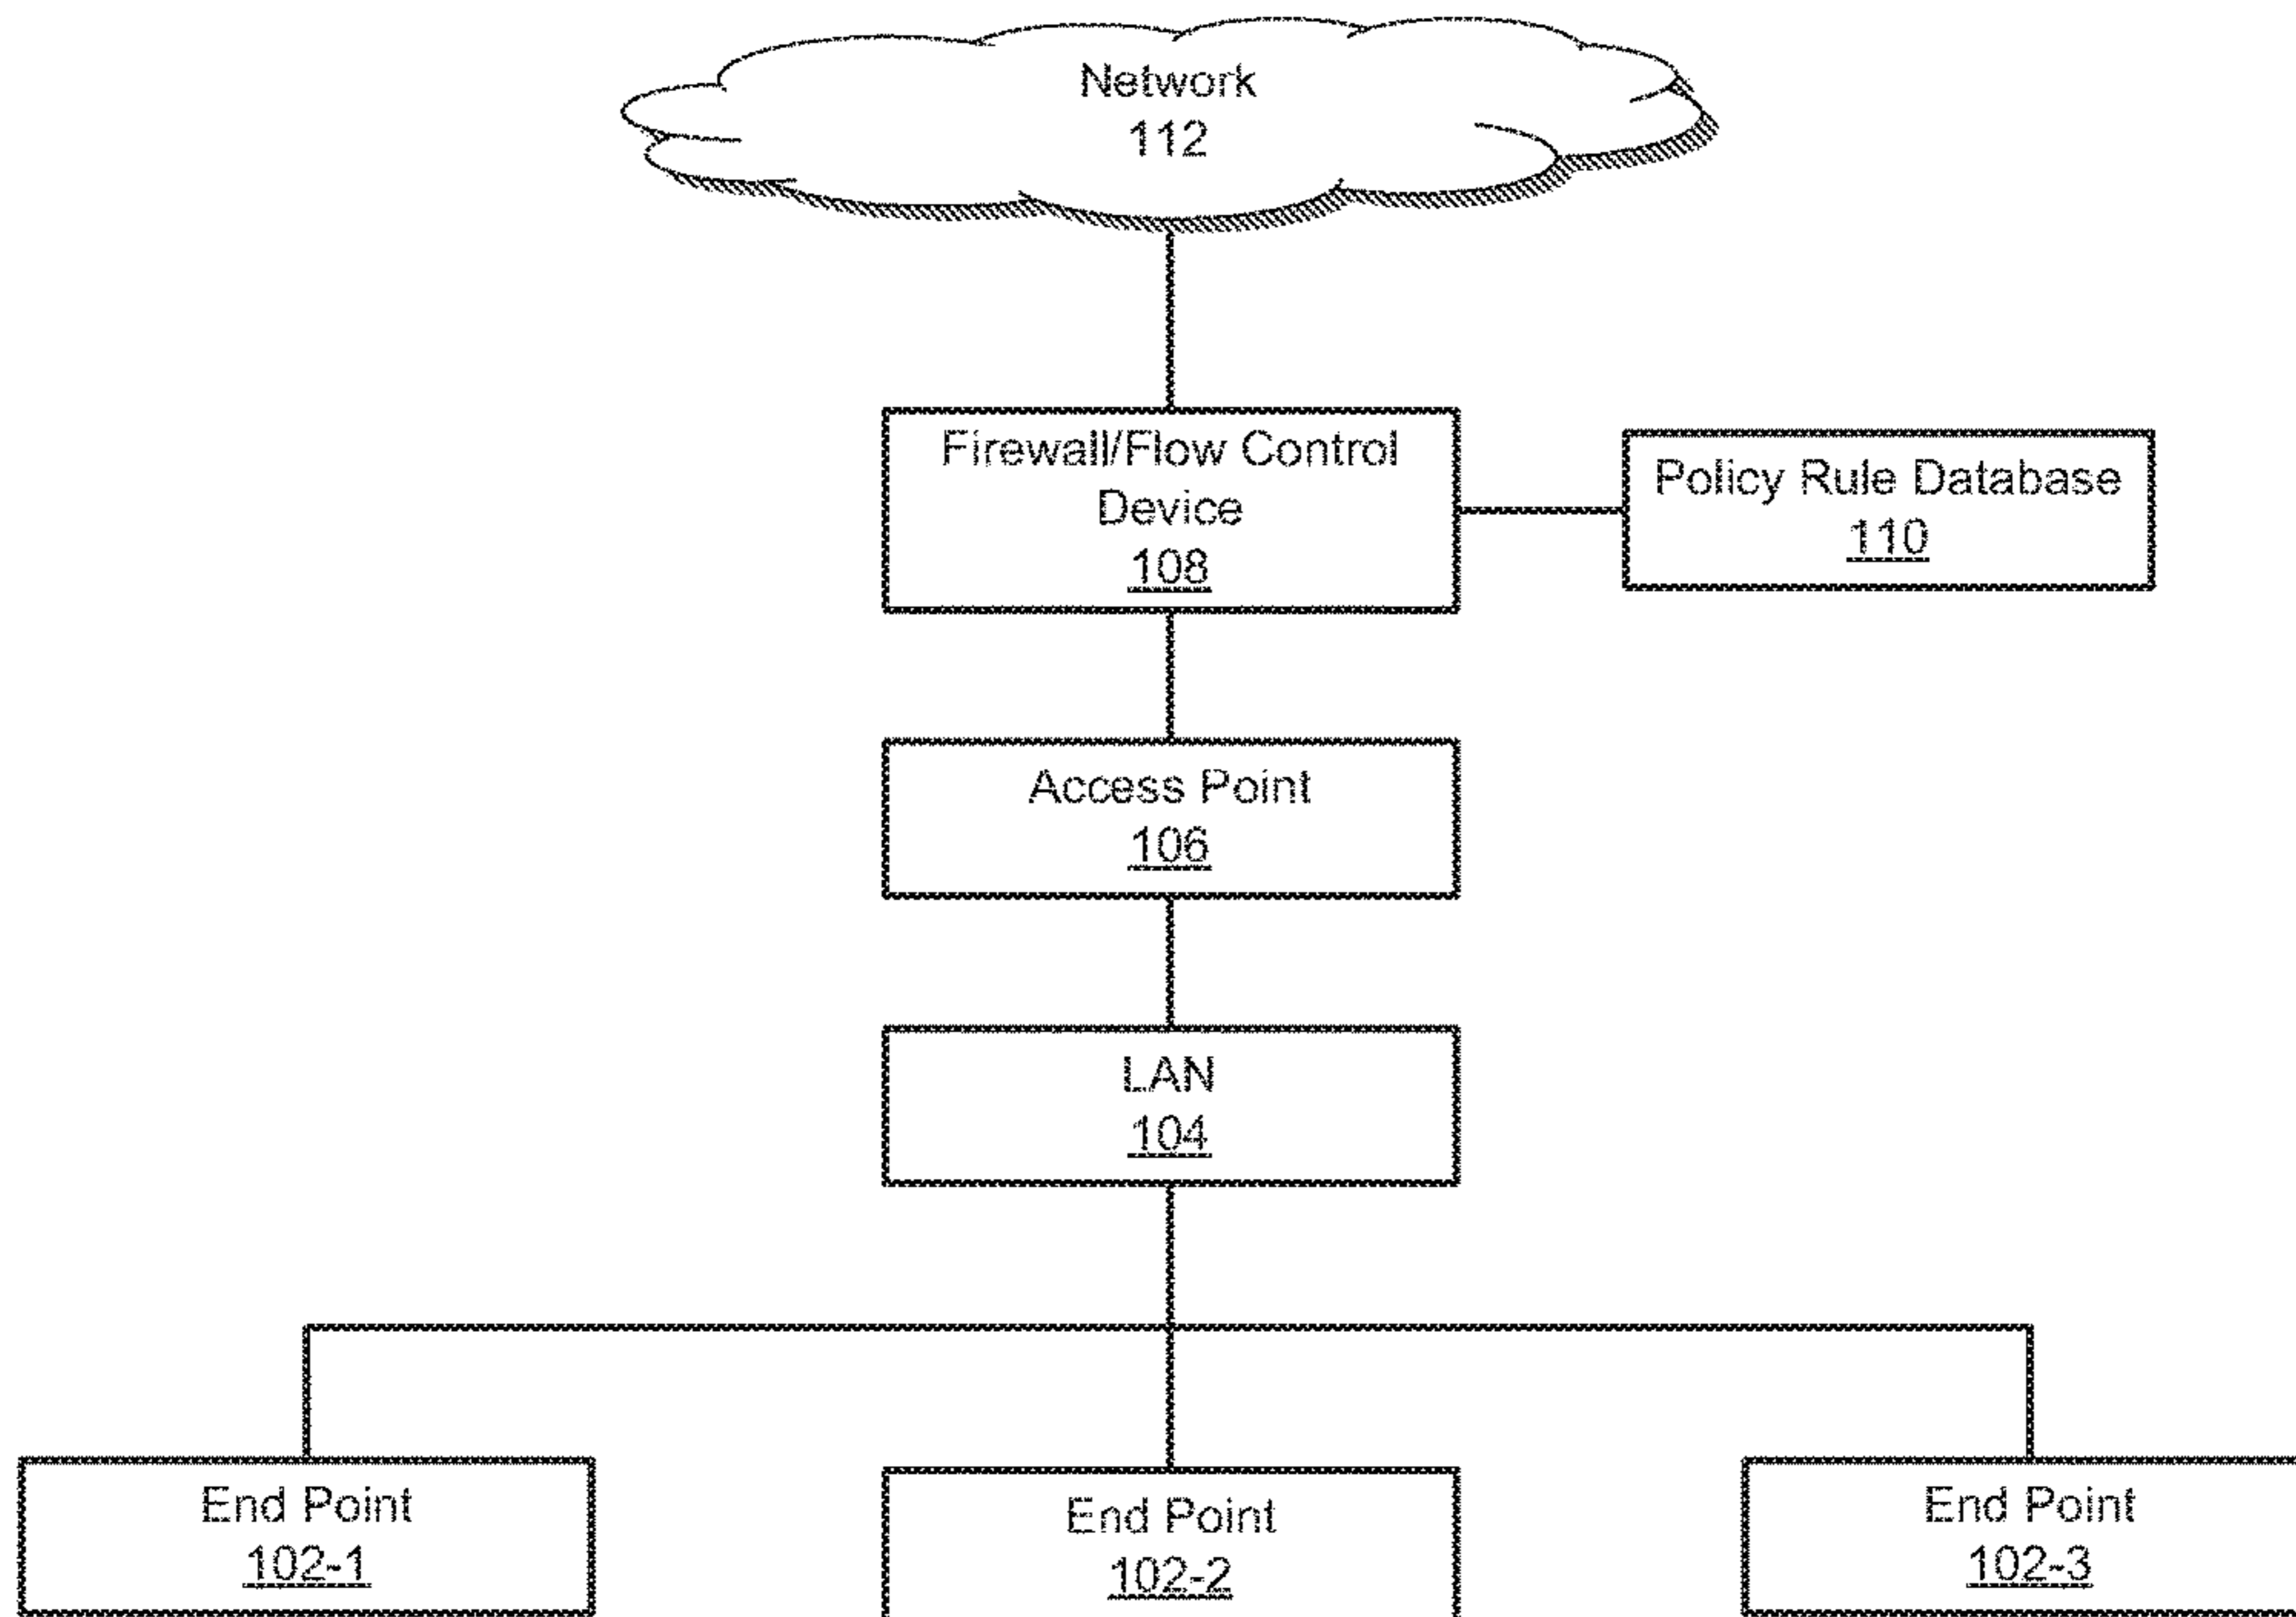 Network
112
Firewall/Flow Control
Device
108
Policy Rule Database
110
Access Point
106
LAN
104
End Point
102-1
End Point
102-2
End Point
102-3